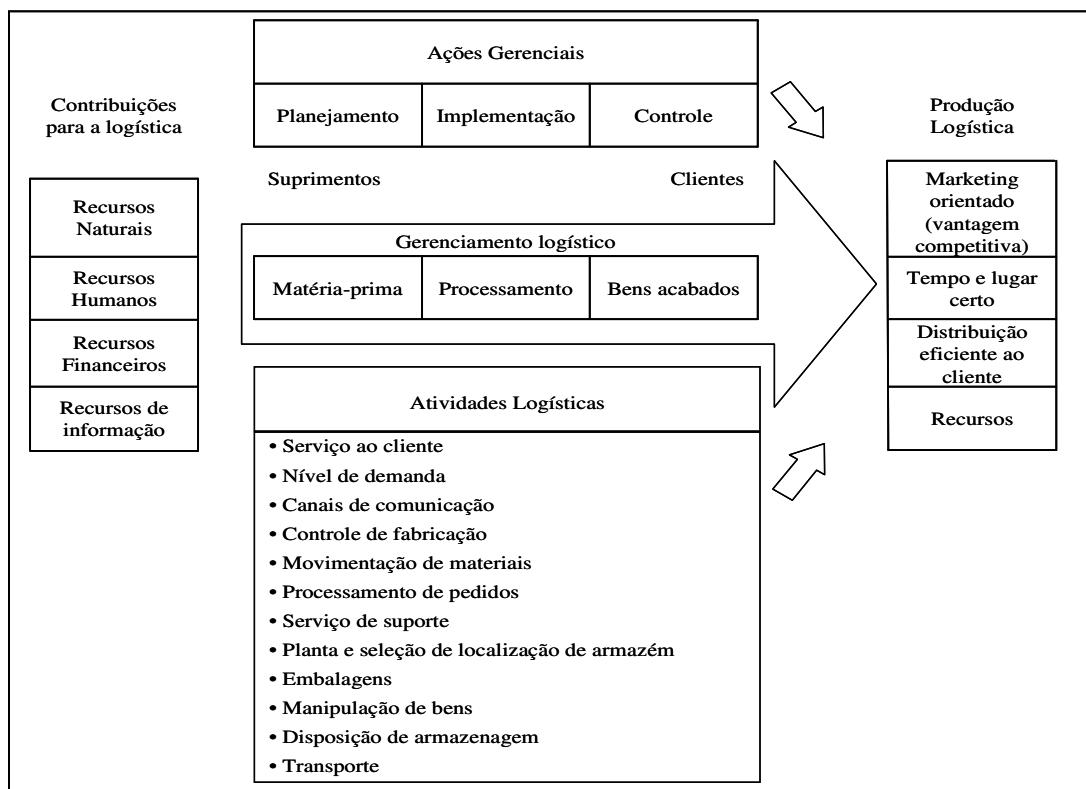 Contribuições
para a logística
Recursos
Naturais
Recursos
Humanos
Recursos
Financeiros
Recursos de
informação
Ações Gerenciais
Planejamento
Implementação
Controle
Suprimentos
Clientes
Gerenciamento logístico
Matéria-prima
Processamento
Bens acabados
Atividades Logísticas
• Serviço ao cliente
• Nível de demanda
• Canais de comunicação
• Controle de fabricação
• Movimentação de materiais
• Processamento de pedidos
• Serviço de suporte
• Planta e seleção de localização de armazém
• Embalagens
• Manipulação de bens
• Disposição de armazenagem
• Transporte
Produção
Logística
Marketing
orientado
(vantagem
competitiva)
Tempo e lugar
certo
Distribuição
eficiente ao
cliente
Recursos